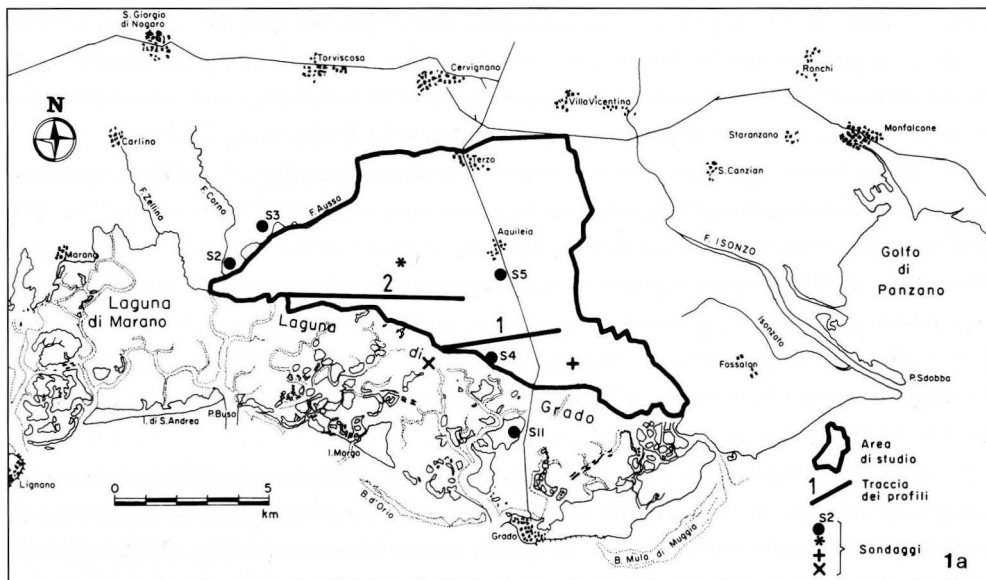 S. Giorgio
di Nogaro
Torviscosa
Cervignano
Ronchi
Villa Vicentina
N
Carlino
Staranzano
Monfalcone
Terzo
S. Canzian
F. Zellina
F. Corno
F. Aussa
S3
Aquileia
Marano
S2
S5
F. ISONZO
Golfo
di
Panzano
2
Laguna
di Marano
Laguna
1
Isonzato
di
S4
Fossalon
P. Sdobba
I. di S. Andrea
P. Buso
Grado
S11
I. Morgo
Area
di studio
Lignano
0 5
km
B. d'Orio
1
Traccia
dei profili
S2
Grado
B. Mula di Muggia
Sondaggi
1a